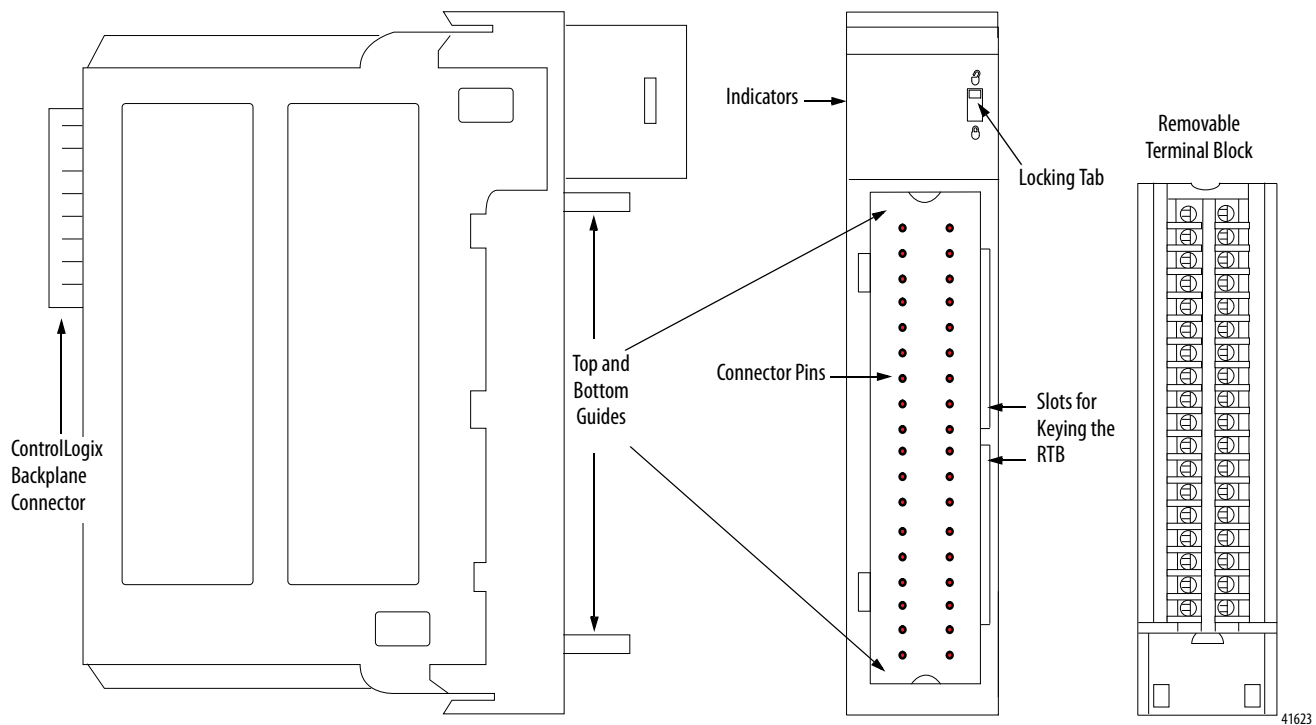 Indicators
Removable
Terminal Block
Locking Tab
Top and
Bottom
Guides
Connector Pins
Slots for
Keying the
RTB
ControlLogix
Backplane
Connector
41623